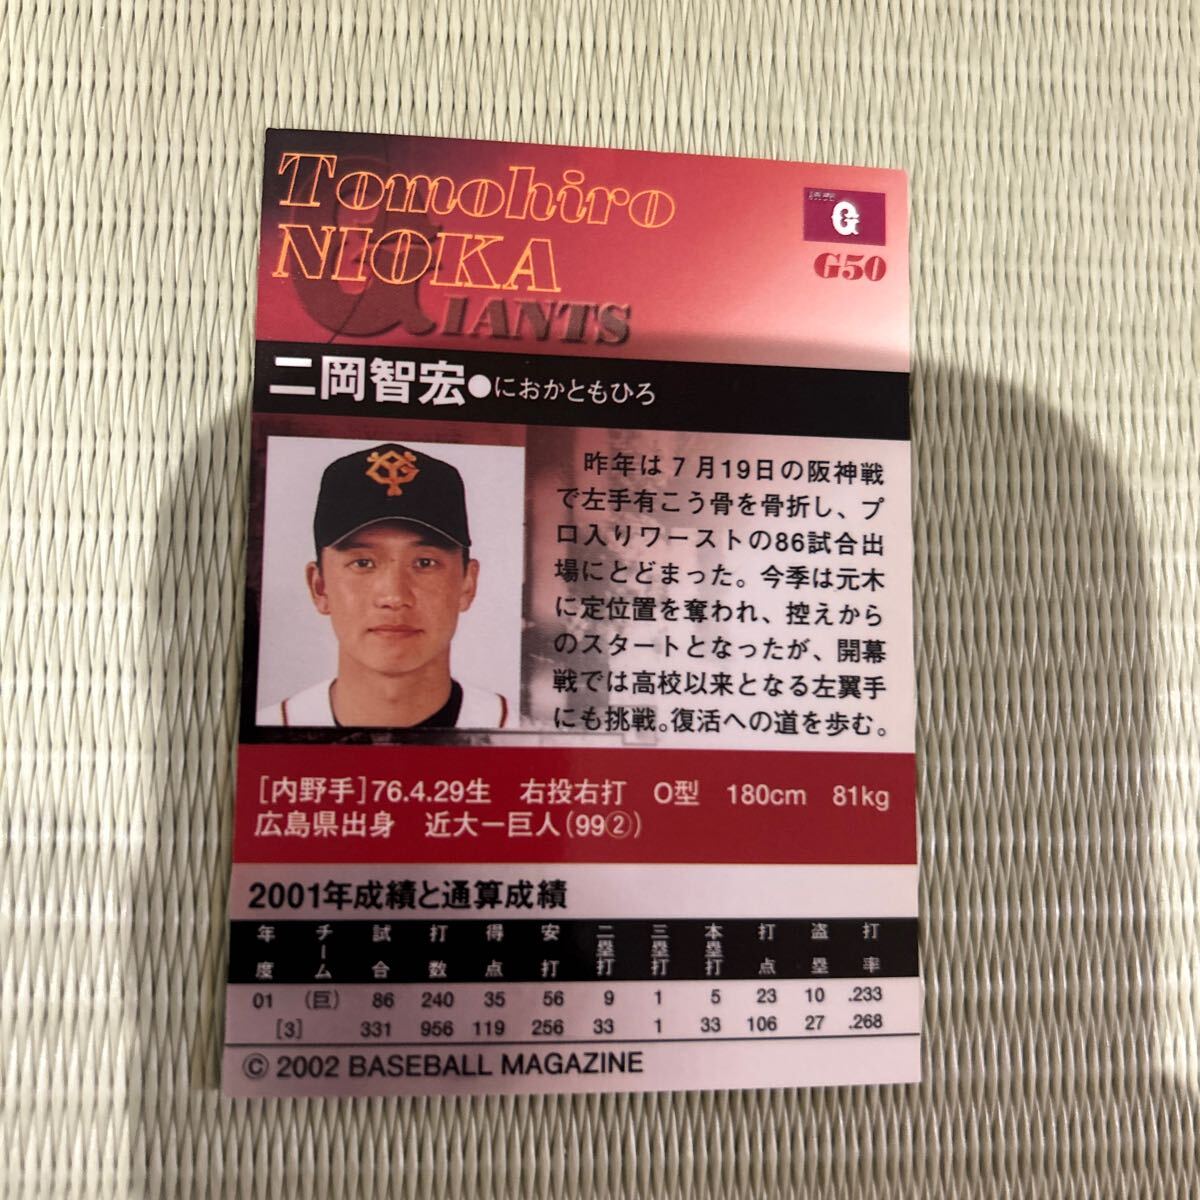 Tomohiro
NIOKA
GIANTS
G
G50
二岡智宏●におかともひろ
昨年は7月19日の阪神戦
で左手有こう骨を骨折し、プ
ロ入りワーストの86試合出
場にとどまった。今季は元木
に定位置を奪われ、控えから
のスタートとなったが、開幕
戦では高校以来となる左翼手
にも挑戦。復活への道を歩む。
[内野手]76.4.29生 右投右打 O型 180cm 81kg
広島県出身 近大ー巨人(99②)
2001年成績と通算成績
年度 チーム 試合 打数 得点 安打 二塁打 三塁打 本塁打 打点 盗塁 打率
01 (巨) 86 240 35 56 9 1 5 23 10 .233
[3] 331 956 119 256 33 1 33 106 27 .268
© 2002 BASEBALL MAGAZINE